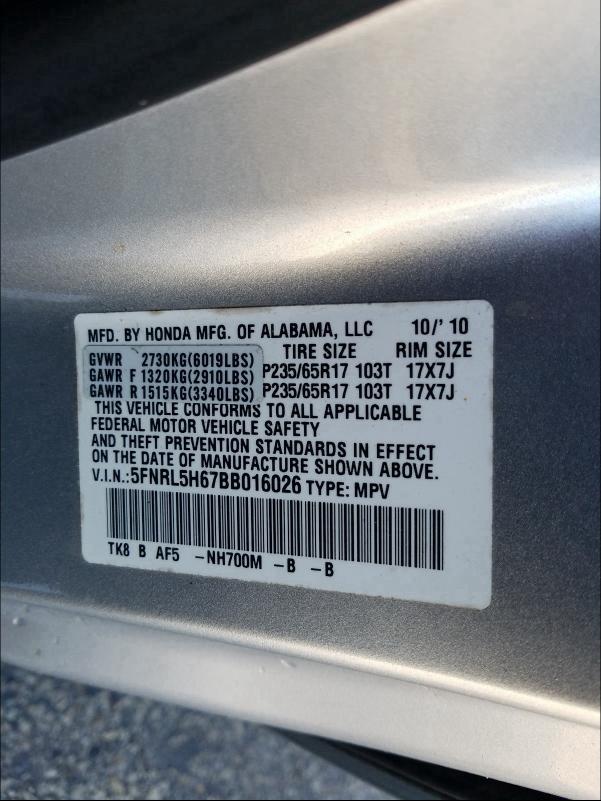 MFD. BY HONDA MFG. OF ALABAMA, LLC 10/'10
TIRE SIZE RIM SIZE
GVWR 2730KG(6019LBS)
GAWR F 1320KG(2910LBS) P235/65R17 103T 17X7J
GAWR R 1515KG(3340LBS) P235/65R17 103T 17X7J
THIS VEHICLE CONFORMS TO ALL APPLICABLE
FEDERAL MOTOR VEHICLE SAFETY
AND THEFT PREVENTION STANDARDS IN EFFECT
ON THE DATE OF MANUFACTURE SHOWN ABOVE.
V.I.N.:5FNRL5H67BB016026 TYPE: MPV
TK8 B AF5 -NH700M -B -B